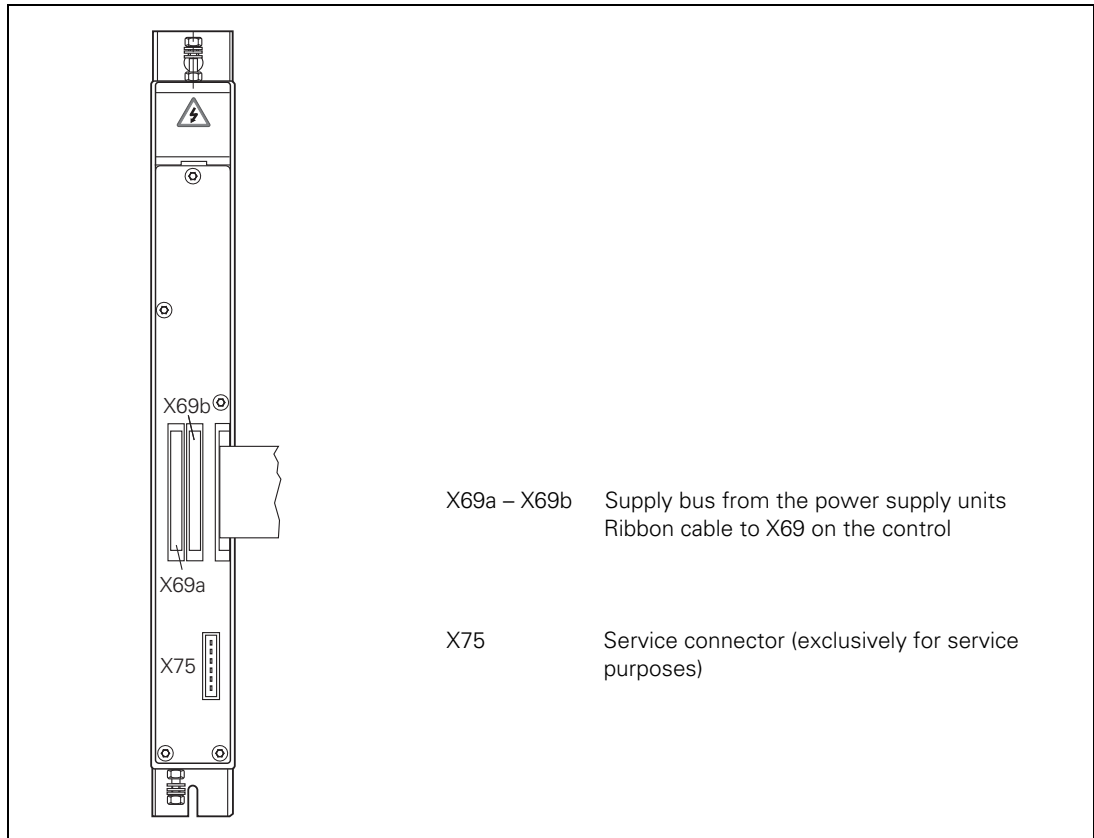 X69b
X69a – X69b Supply bus from the power supply units
Ribbon cable to X69 on the control
X69a
X75 Service connector (exclusively for service
purposes)
X75